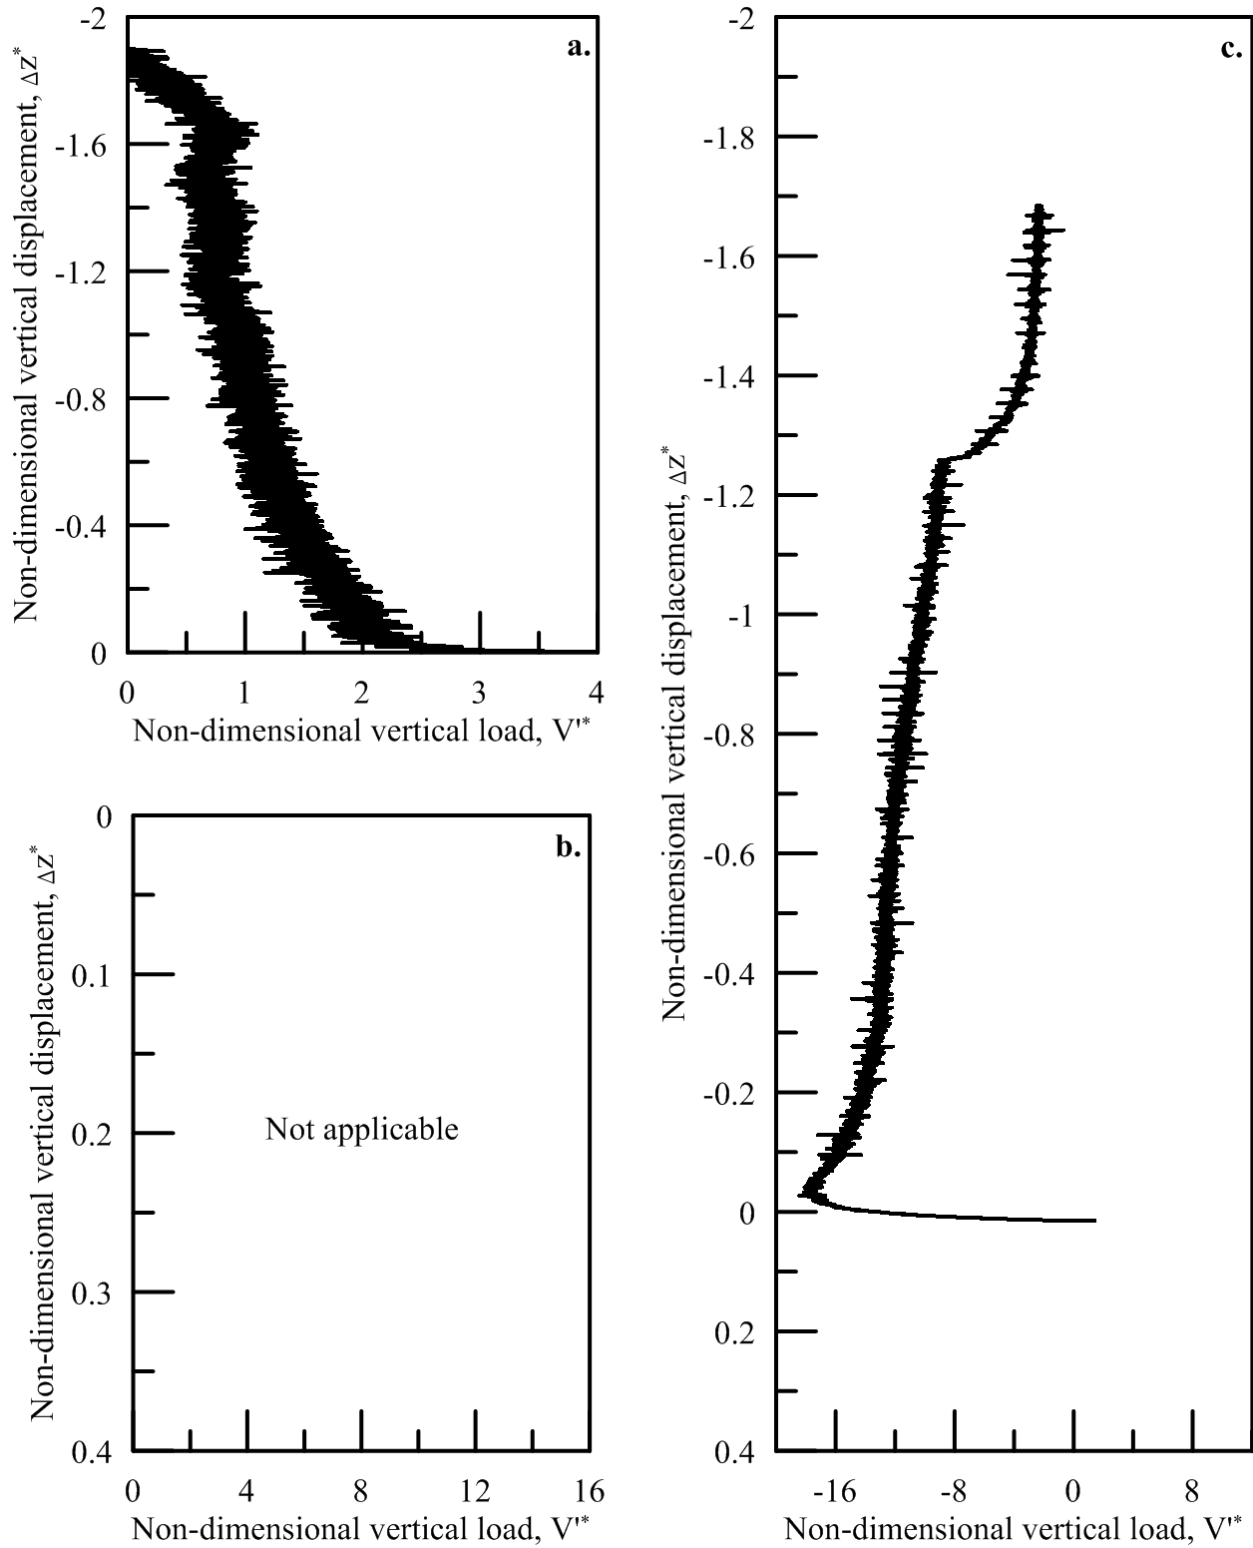 a.
Non-dimensional vertical displacement, Δz*
-2
-1.6
-1.2
-0.8
-0.4
0
0 1 2 3 4
Non-dimensional vertical load, V'*
b.
Non-dimensional vertical displacement, Δz*
0
0.1
0.2
0.3
0.4
Not applicable
0 4 8 12 16
Non-dimensional vertical load, V'*
c.
Non-dimensional vertical displacement, Δz*
-2
-1.8
-1.6
-1.4
-1.2
-1
-0.8
-0.6
-0.4
-0.2
0
0.2
0.4
-16 -8 0 8
Non-dimensional vertical load, V'*